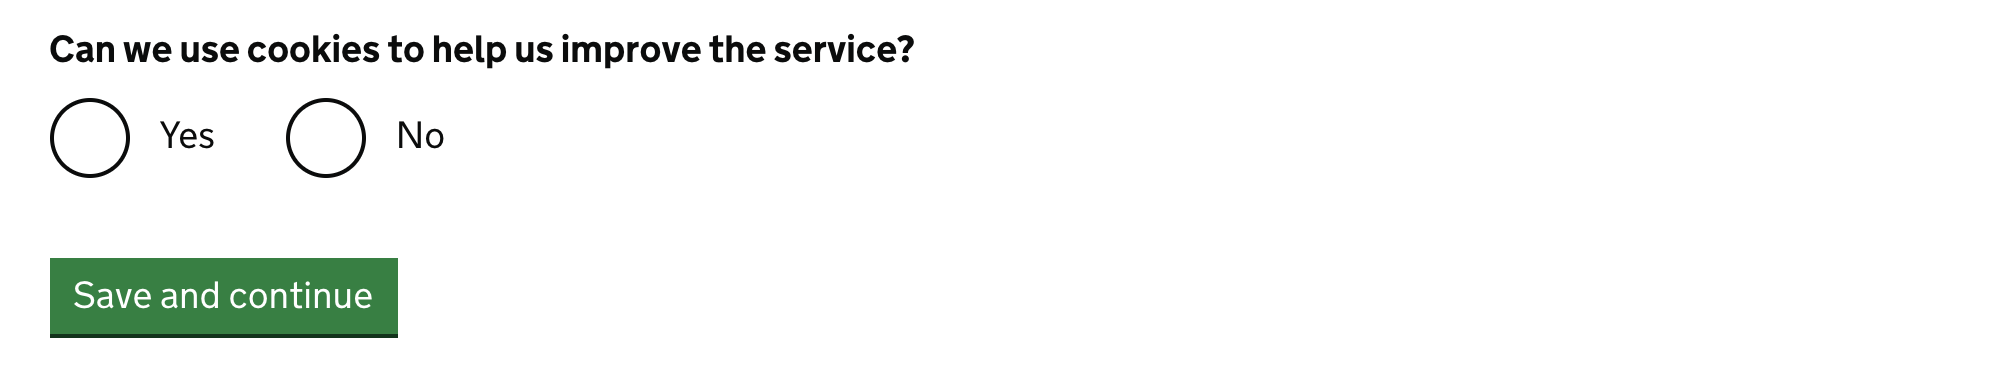 Can we use cookies to help us improve the service?
Yes No
Save and continue